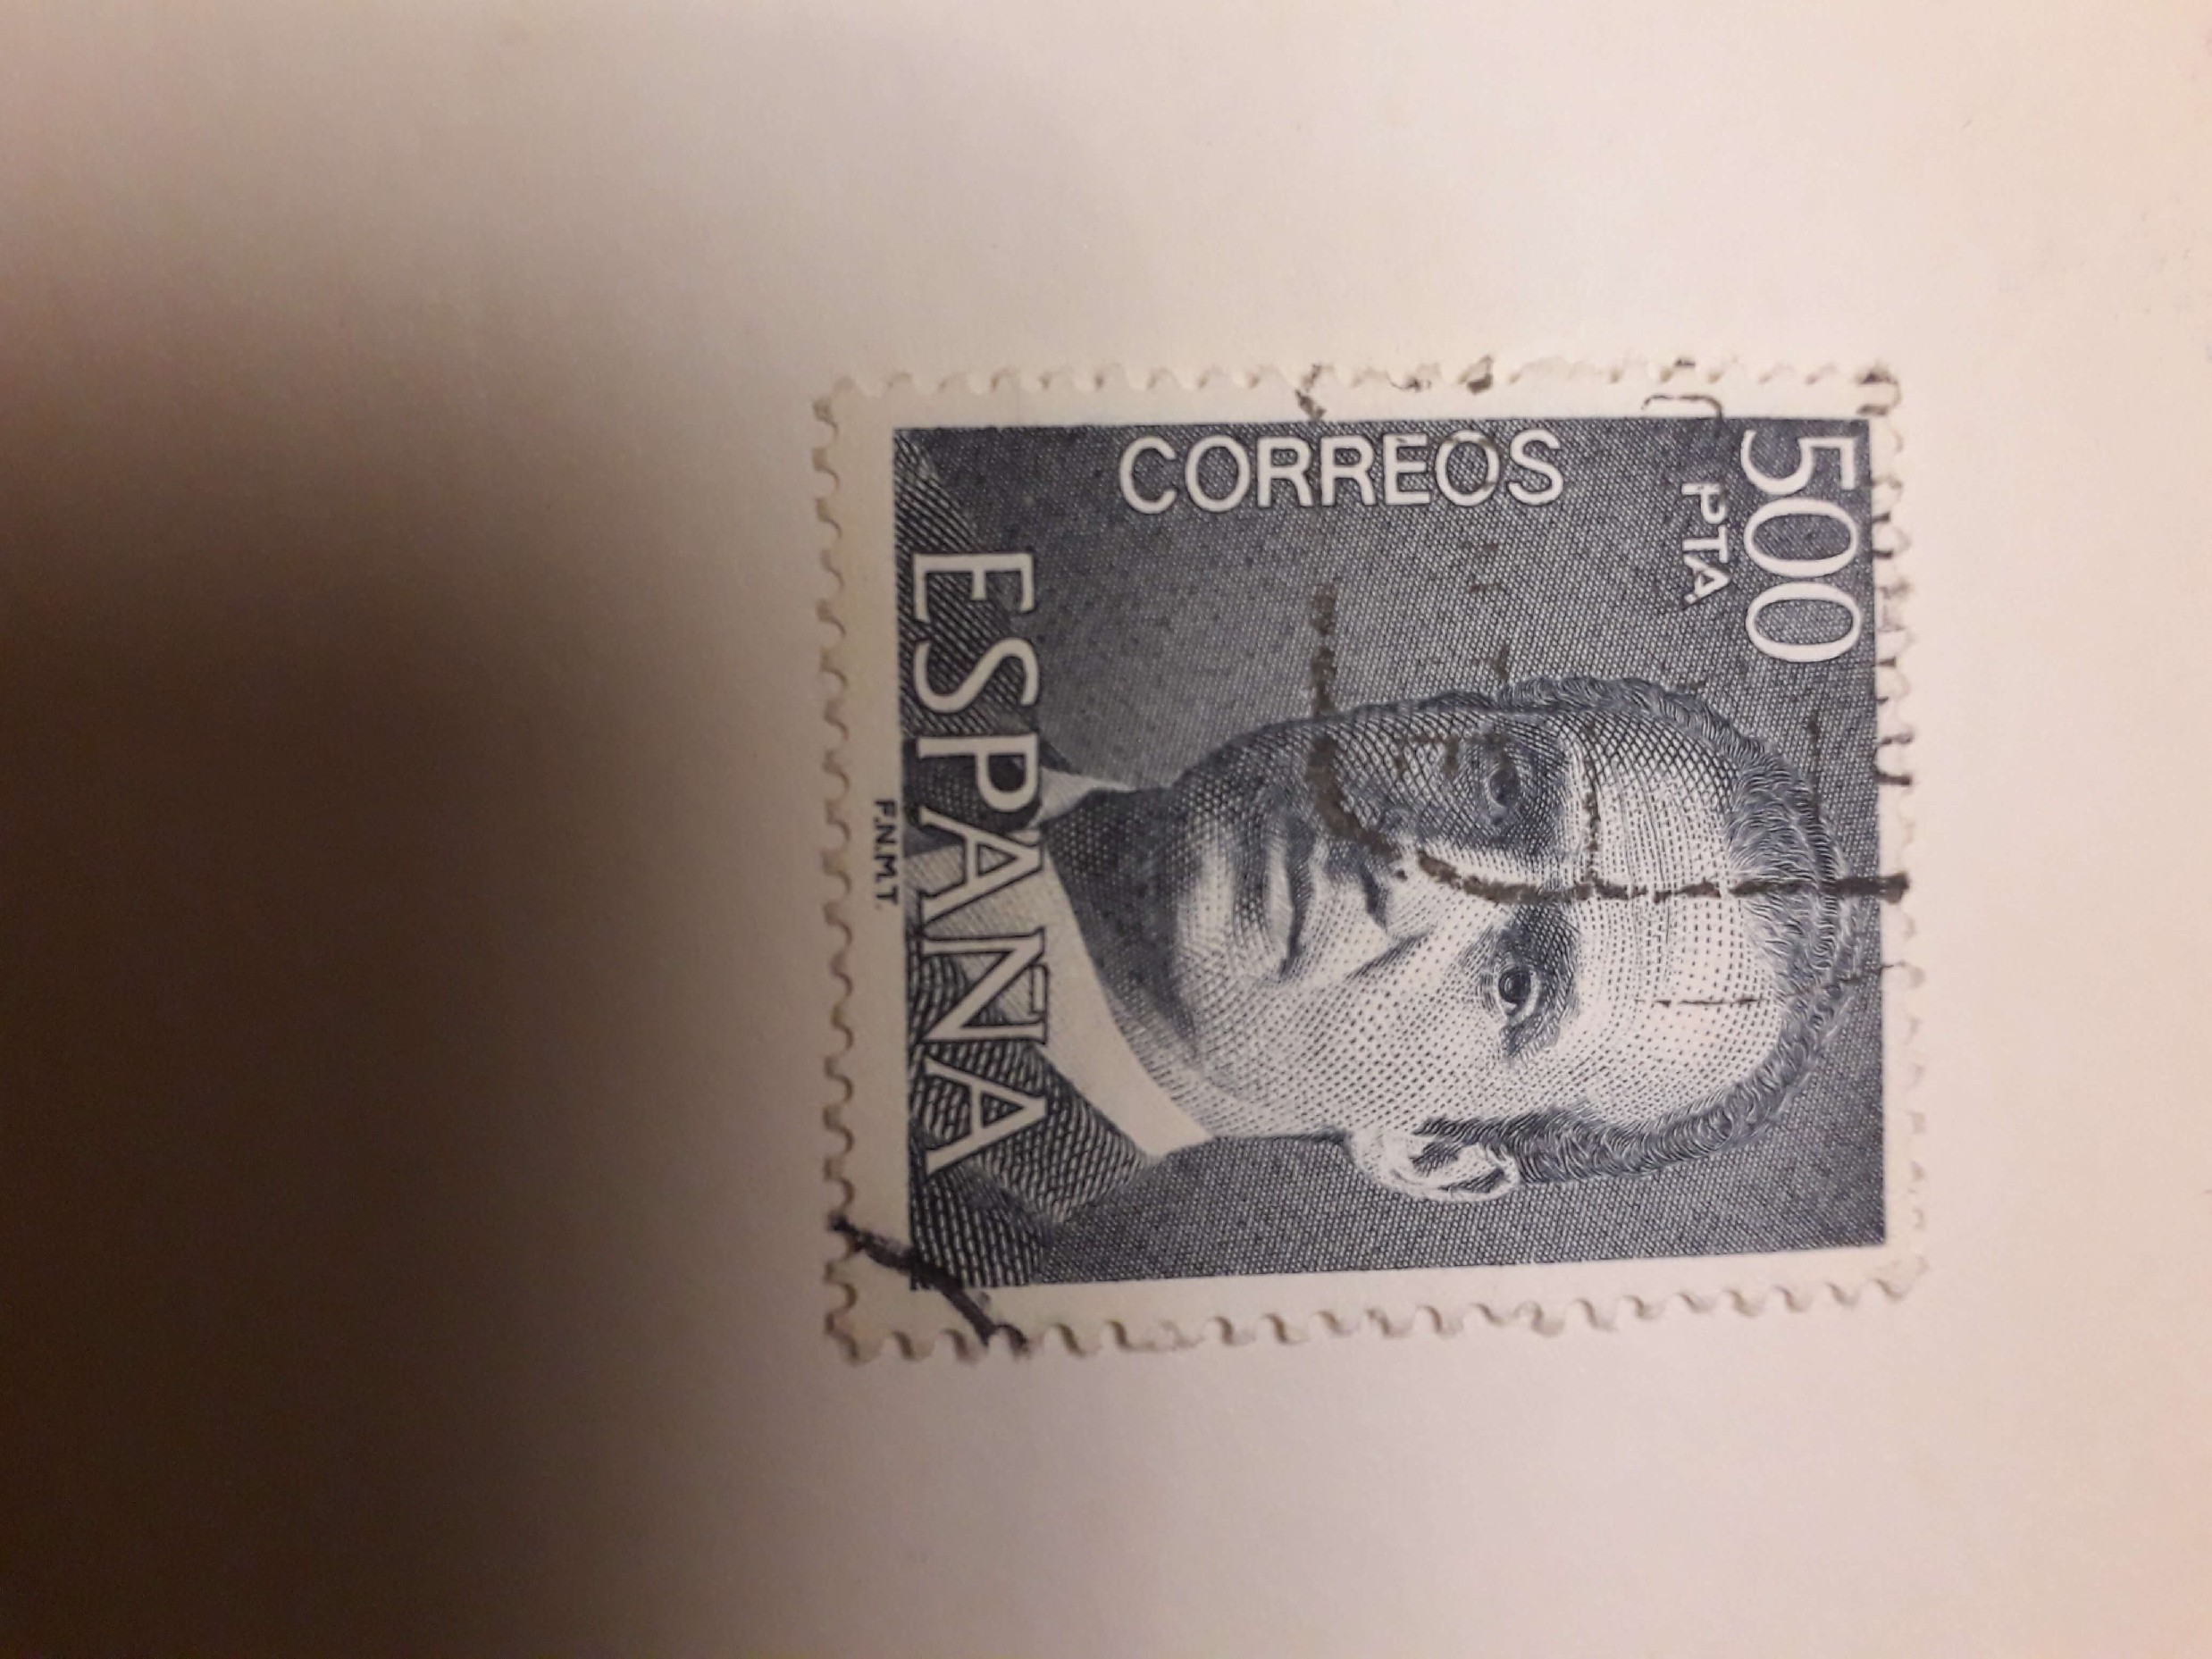 500
PTA
CORREOS
ESPAÑA
F.N.M.T.